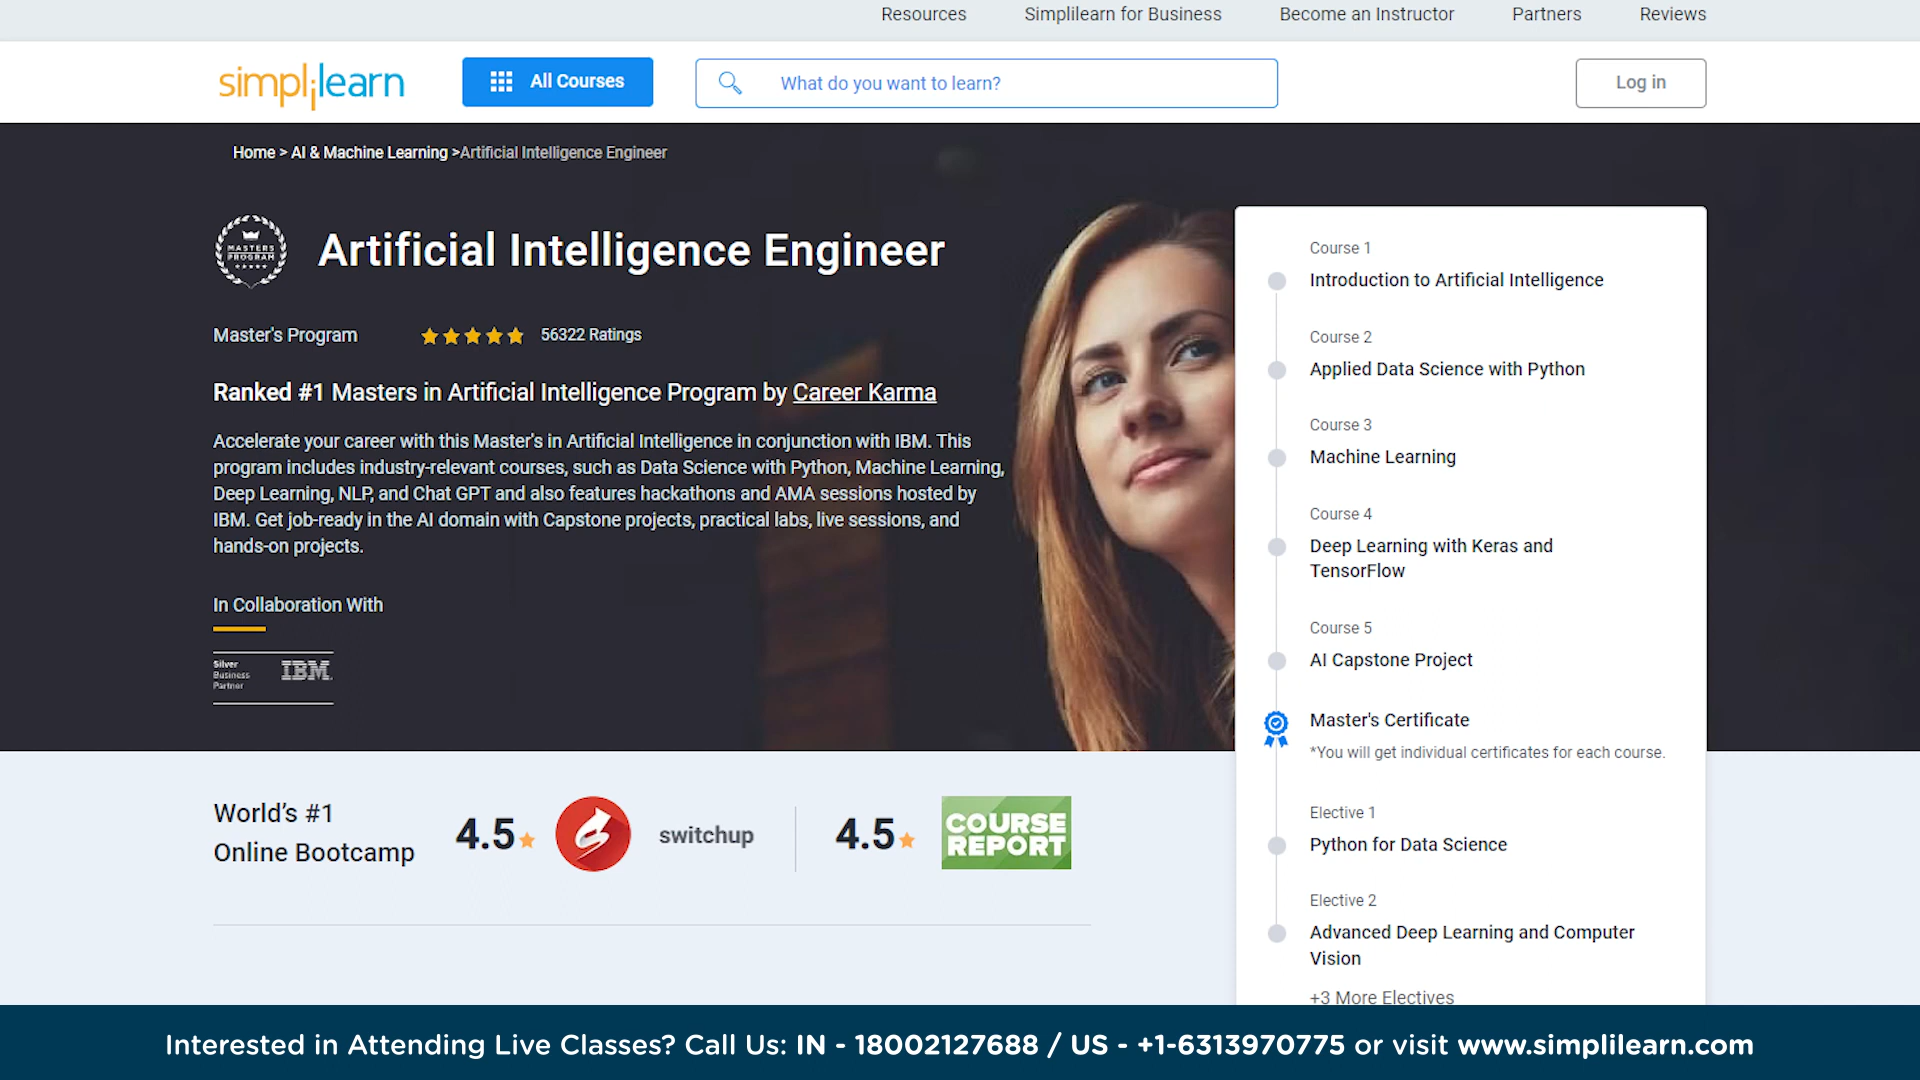 Resources Simplilearn for Business Become an Instructor Partners Reviews
simplilearn All Courses What do you want to learn? Log in
Home > AI & Machine Learning >Artificial Intelligence Engineer
MASTERS
PROGRAM
Artificial Intelligence Engineer
Master's Program 56322 Ratings
Ranked #1 Masters in Artificial Intelligence Program by Career Karma
Accelerate your career with this Master's in Artificial Intelligence in conjunction with IBM. This
program includes industry-relevant courses, such as Data Science with Python, Machine Learning,
Deep Learning, NLP, and Chat GPT and also features hackathons and AMA sessions hosted by
IBM. Get job-ready in the AI domain with Capstone projects, practical labs, live sessions, and
hands-on projects.
In Collaboration With
Silver
Business
Partner
IBM
Course 1
Introduction to Artificial Intelligence
Course 2
Applied Data Science with Python
Course 3
Machine Learning
Course 4
Deep Learning with Keras and
TensorFlow
Course 5
AI Capstone Project
Master's Certificate
*You will get individual certificates for each course.
Elective 1
Python for Data Science
Elective 2
Advanced Deep Learning and Computer
Vision
+3 More Electives
World's #1
Online Bootcamp
4.5 switchup
4.5 COURSE
REPORT
Interested in Attending Live Classes? Call Us: IN - 18002127688 / US - +1-6313970775 or visit www.simplilearn.com